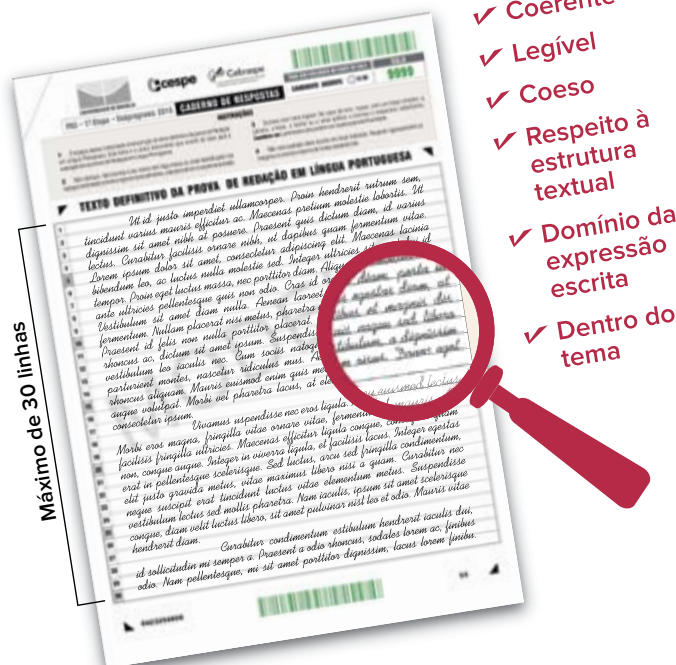 Coerente
Legível
Coeso
Respeito à
estrutura
textual
Domínio da
expressão
escrita
Dentro do
tema
Máximo de 30 linhas
cespe
Cebraspe
CADERNO DE RESPOSTAS
9999
INSTRUÇÕES
TEXTO DEFINITIVO DA PROVA DE REDAÇÃO EM LÍNGUA PORTUGUESA
Ut id justo imperdiet ullamcorper. Proin hendrerit rutrum sem,
tincidunt varius mauris efficitur ac. Maecenas pretium molestie lobortis. Ut
dignissim sit amet nibh at posuere. Praesent quis dictum diam, id varius
lectus. Curabitur facilisis ornare nibh, ut dapibus quam fermentum vitae.
Lorem ipsum dolor sit amet, consectetur adipiscing elit. Maecenas lacinia
bibendum leo, ac luctus nulla molestie sed. Integer ultricies sit
tempor. Proin eget luctus massa, nec porttitor diam.
ante ultricies pellentesque quis non odio. Cras id
Vestibulum sit amet diam nulla. Aenean laoreet
fermentum. Nullam placerat nisi metus, pharetra
Praesent id felis non nulla porttitor placerat.
rhoncus ac, dictum sit amet ipsum.
vestibulum leo iaculis nec. Cum sociis
parturient montes, nascetur ridiculus mus.
rhoncus aliquam. Mauris euismod enim quis
augue volutpat. Morbi vel pharetra lacus, at
consectetur ipsum.
Vivamus uspendisse nec eros ligula.
Morbi eros magna, fringilla vitae ornare vitae,
facilisis fringilla ultricies. Maecenas efficitur ligula congue,
non, congue augue. Integer in viverra ligula, et facilisis lacus. Integer egestas
erat in pellentesque scelerisque. Sed luctus, arcu sed fringilla condimentum,
elit justo gravida metus, vitae maximus libero nisi a quam. Curabitur nec
neque suscipit erat tincidunt luctus vitae elementum metus. Suspendisse
vestibulum lectus sed mollis pharetra. Nam iaculis, ipsum sit amet scelerisque
congue, diam velit luctus libero, sit amet pulvinar nisl leo et odio. Mauris vitae
hendrerit diam.
Curabitur condimentum estibulum hendrerit iaculis dui,
id sollicitudin mi semper a. Praesent a odio rhoncus, sodales lorem ac, finibus
odio. Nam pellentesque, mi sit amet porttitor dignissim, lacus lorem finibus.